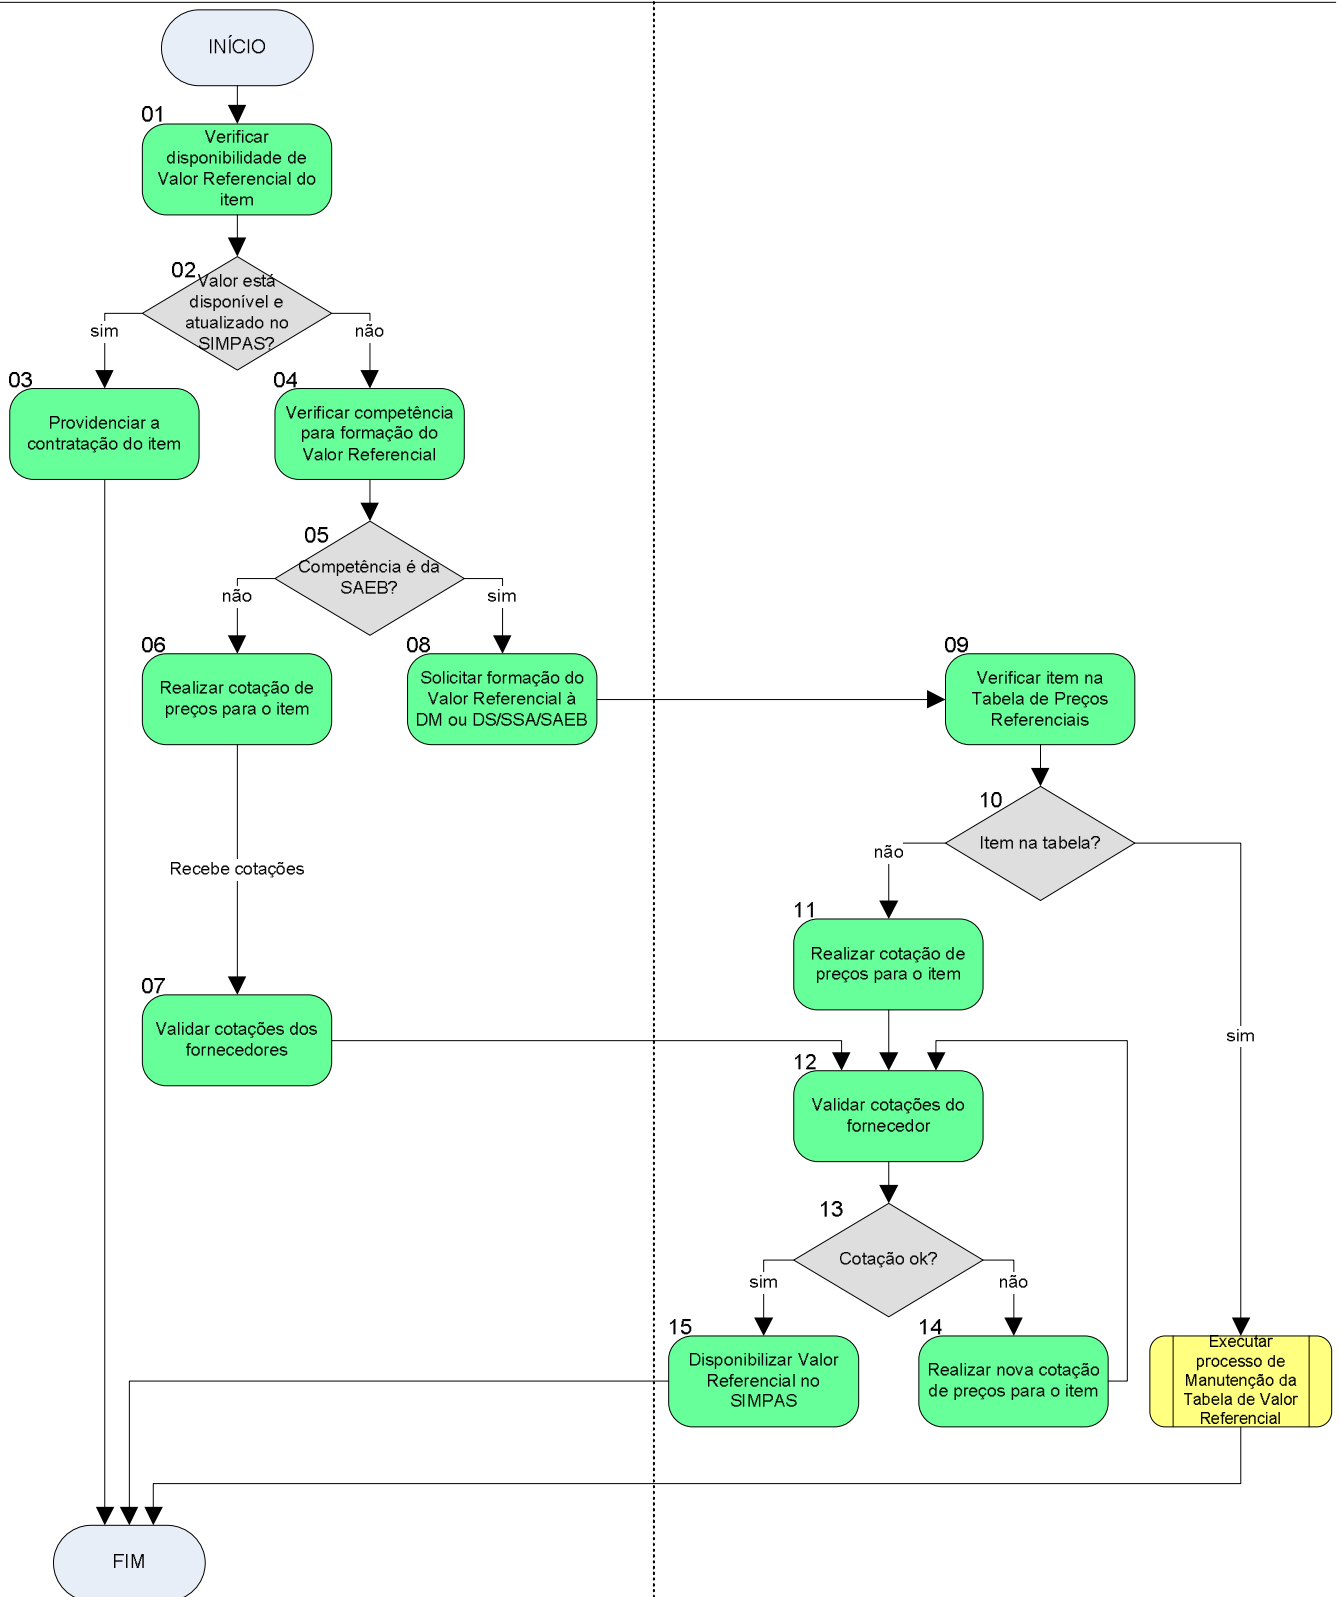 INÍCIO
01
Verificar
disponibilidade de
Valor Referencial do
item
02
Valor está
disponível e
atualizado no
SIMPAS?
sim
não
03
Providenciar a
contratação do item
04
Verificar competência
para formação do
Valor Referencial
05
Competência é da
SAEB?
não
sim
06
Realizar cotação de
preços para o item
08
Solicitar formação do
Valor Referencial à
DM ou DS/SSA/SAEB
09
Verificar item na
Tabela de Preços
Referenciais
10
Item na tabela?
não
sim
Recebe cotações
11
Realizar cotação de
preços para o item
07
Validar cotações dos
fornecedores
12
Validar cotações do
fornecedor
13
Cotação ok?
sim
não
15
Disponibilizar Valor
Referencial no
SIMPAS
14
Realizar nova cotação
de preços para o item
Executar
processo de
Manutenção da
Tabela de Valor
Referencial
FIM